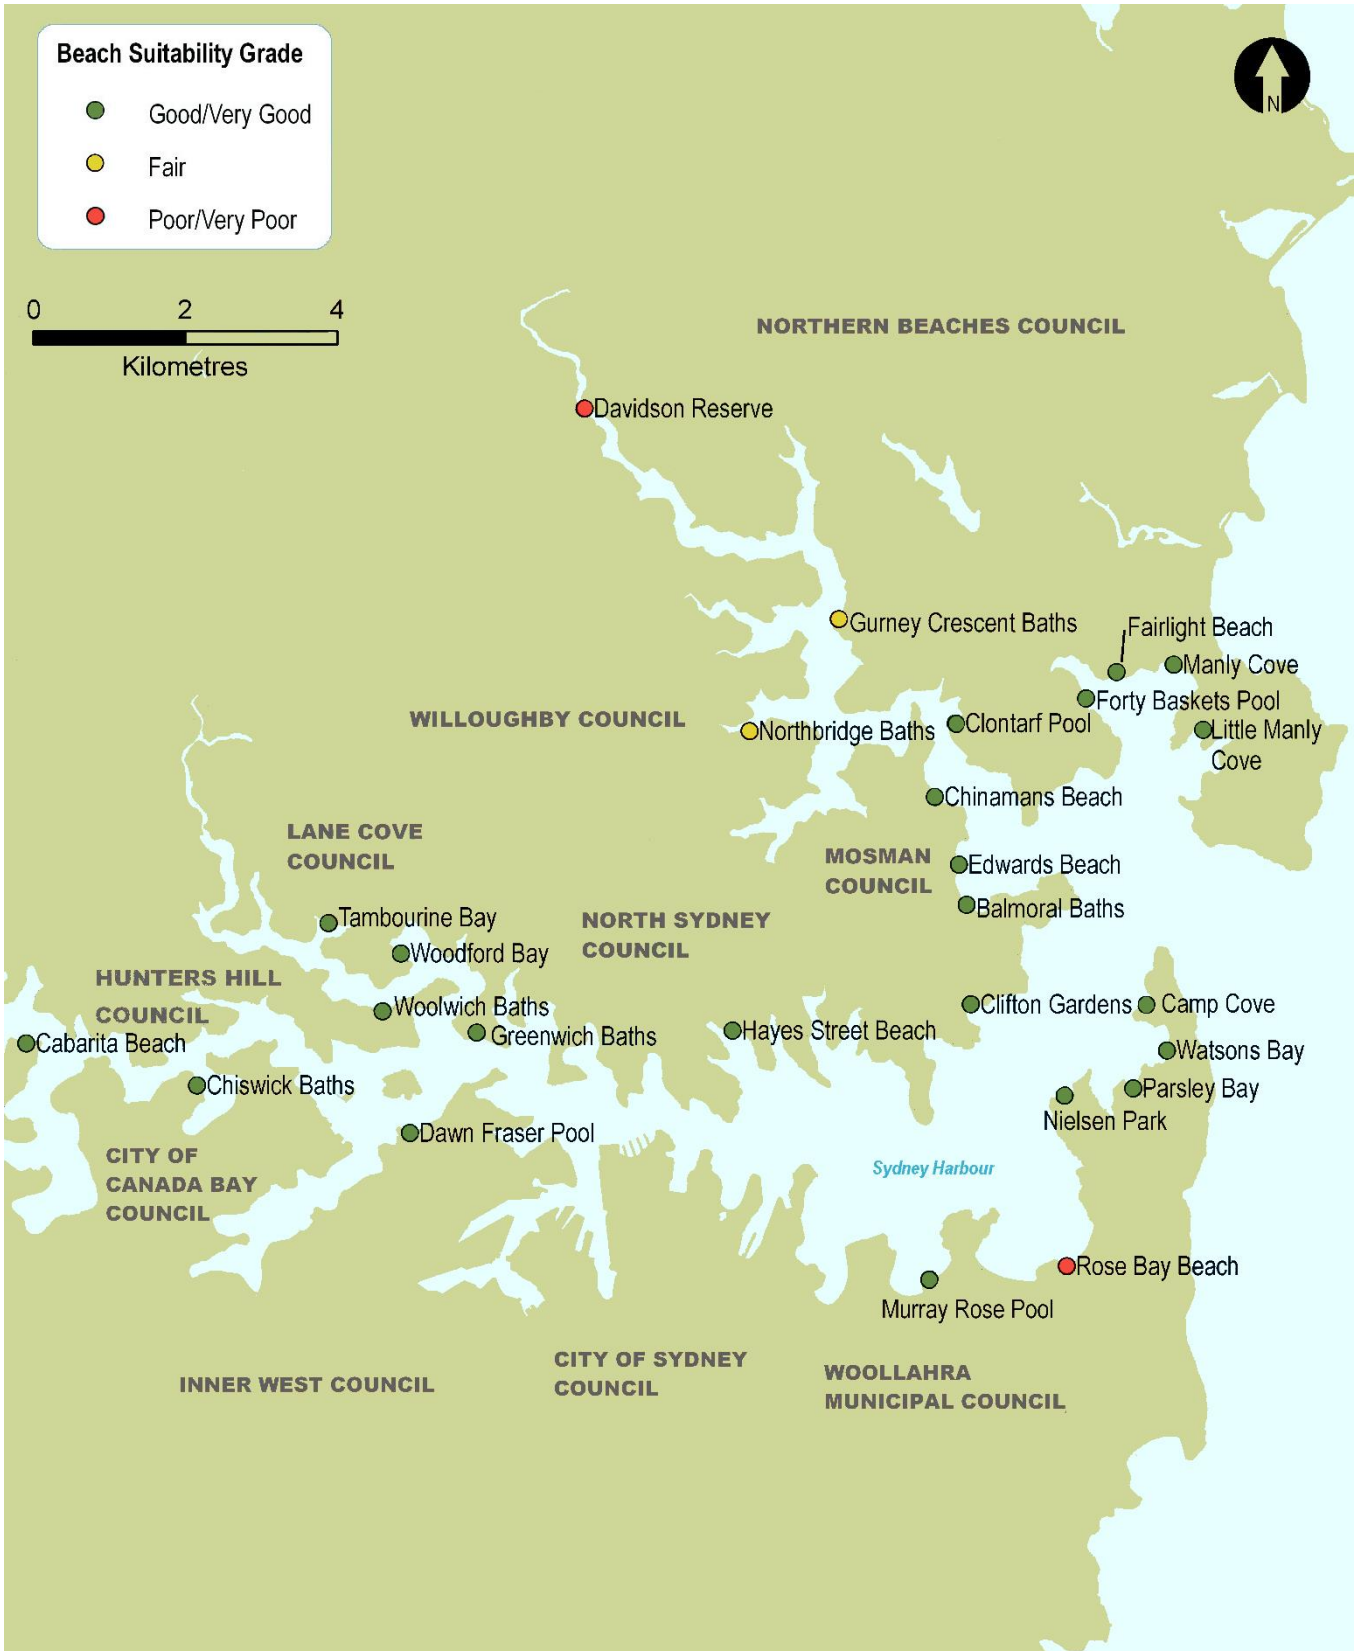 Beach Suitability Grade
Good/Very Good
Fair
Poor/Very Poor
N
0 2 4
Kilometres
NORTHERN BEACHES COUNCIL
Davidson Reserve
Gurney Crescent Baths
Fairlight Beach
Manly Cove
Forty Baskets Pool
WILLOUGHBY COUNCIL
Northbridge Baths
Clontarf Pool
Little Manly
Cove
Chinamans Beach
LANE COVE
COUNCIL
MOSMAN
COUNCIL
Edwards Beach
Balmoral Baths
Tambourine Bay
NORTH SYDNEY
COUNCIL
Woodford Bay
HUNTERS HILL
COUNCIL
Woolwich Baths
Clifton Gardens
Camp Cove
Greenwich Baths
Hayes Street Beach
Cabarita Beach
Watsons Bay
Chiswick Baths
Parsley Bay
Nielsen Park
Dawn Fraser Pool
CITY OF
CANADA BAY
COUNCIL
Sydney Harbour
Rose Bay Beach
Murray Rose Pool
CITY OF SYDNEY
COUNCIL
INNER WEST COUNCIL
WOOLLAHRA
MUNICIPAL COUNCIL